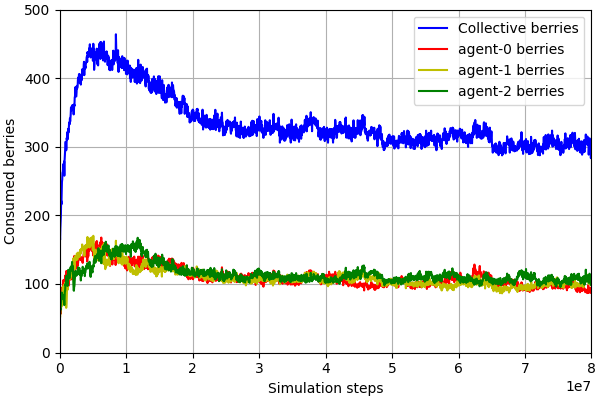 500
400
300
200
100
0
Consumed berries
Collective berries
agent-0 berries
agent-1 berries
agent-2 berries
0 1 2 3 4 5 6 7 8
1e7
Simulation steps